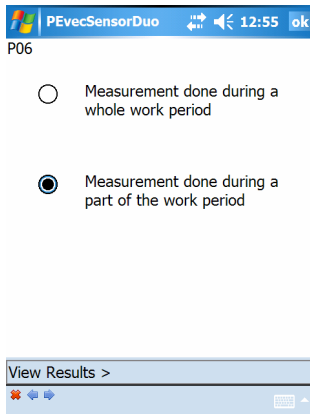 PEvecSensorDuo 12:55 ok
P06
Measurement done during a
whole work period
Measurement done during a
part of the work period
View Results >